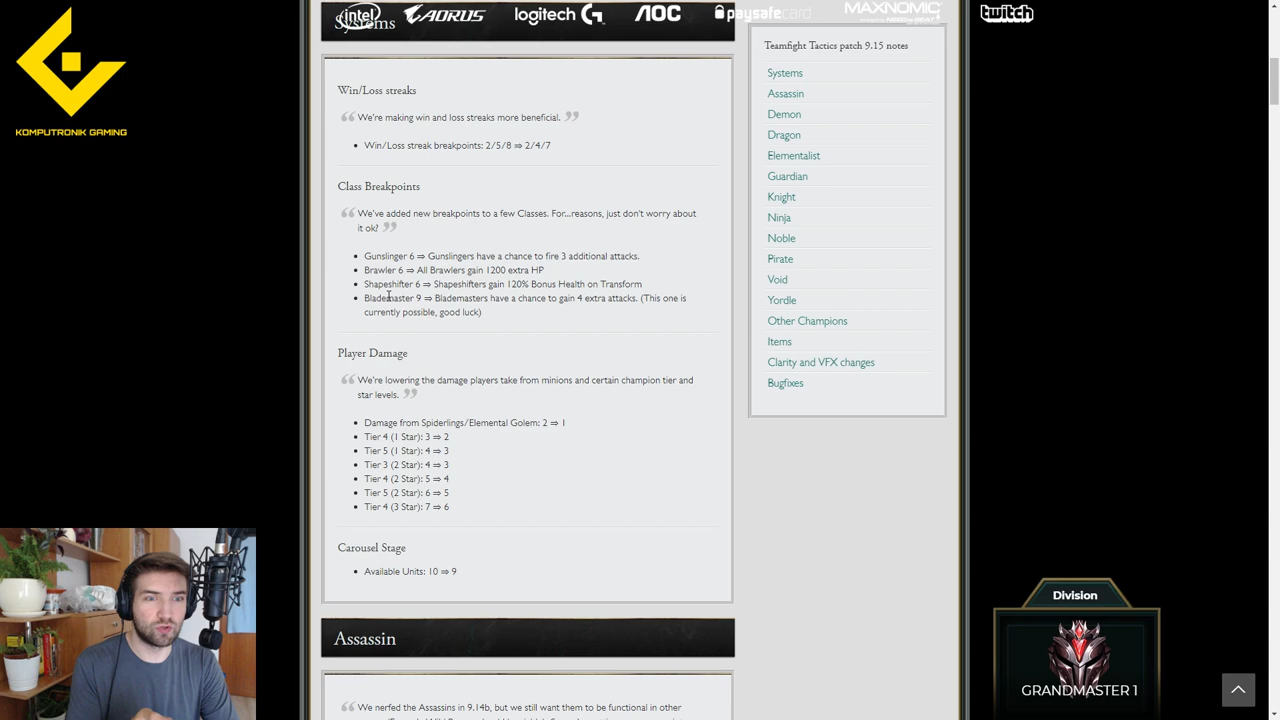 intel
Systems
AORUS
logitech G
AOC
paysafecard
MAXNOMIC
twitch
KOMPUTRONIK GAMING
Win/Loss streaks
We're making win and loss streaks more beneficial.
• Win/Loss streak breakpoints: 2/5/8 ⇒ 2/4/7
Class Breakpoints
We've added new breakpoints to a few Classes. For...reasons, just don't worry about
it ok?
• Gunslinger 6 ⇒ Gunslingers have a chance to fire 3 additional attacks.
• Brawler 6 ⇒ All Brawlers gain 1200 extra HP
• Shapeshifter 6 ⇒ Shapeshifters gain 120% Bonus Health on Transform
• Blademaster 9 ⇒ Blademasters have a chance to gain 4 extra attacks. (This one is
currently possible, good luck)
Player Damage
We're lowering the damage players take from minions and certain champion tier and
star levels.
• Damage from Spiderlings/Elemental Golem: 2 ⇒ 1
• Tier 4 (1 Star): 3 ⇒ 2
• Tier 5 (1 Star): 4 ⇒ 3
• Tier 3 (2 Star): 4 ⇒ 3
• Tier 4 (2 Star): 5 ⇒ 4
• Tier 5 (2 Star): 6 ⇒ 5
• Tier 4 (3 Star): 7 ⇒ 6
Carousel Stage
• Available Units: 10 ⇒ 9
Assassin
We nerfed the Assassins in 9.14b, but we still want them to be functional in other
Teamfight Tactics patch 9.15 notes
Systems
Assassin
Demon
Dragon
Elementalist
Guardian
Knight
Ninja
Noble
Pirate
Void
Yordle
Other Champions
Items
Clarity and VFX changes
Bugfixes
Division
GRANDMASTER 1